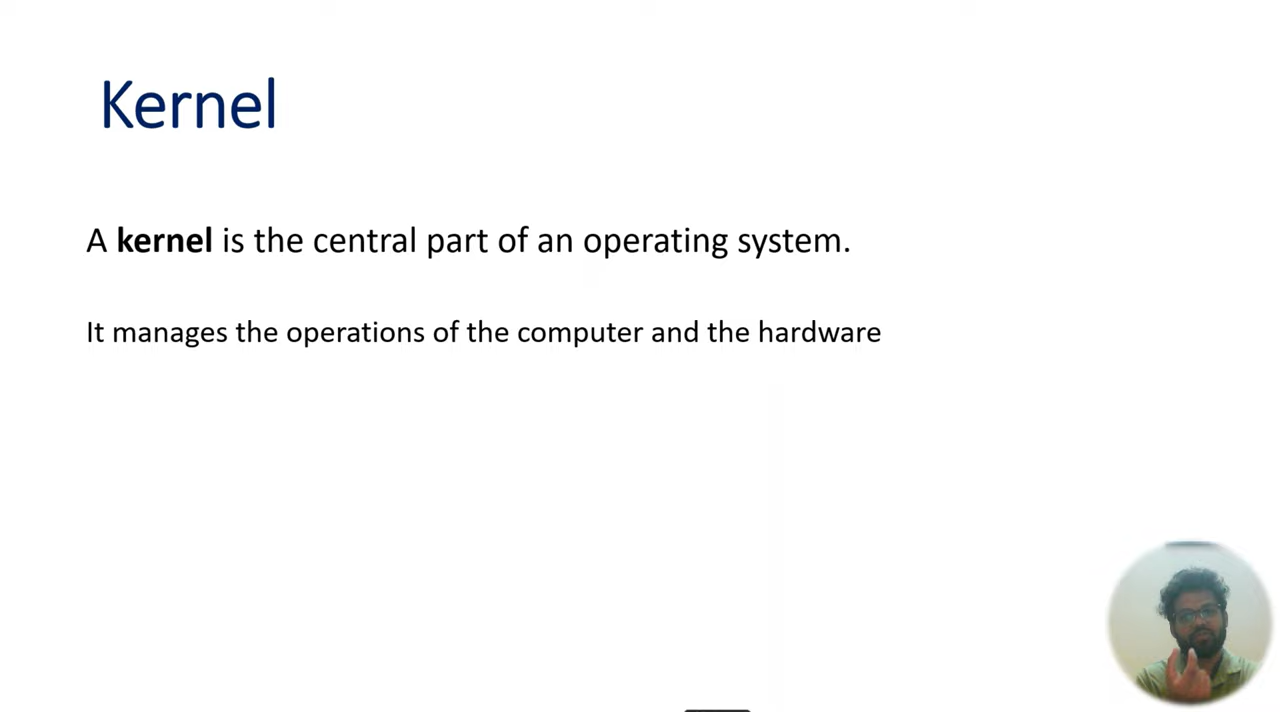 Kernel
A kernel is the central part of an operating system.
It manages the operations of the computer and the hardware